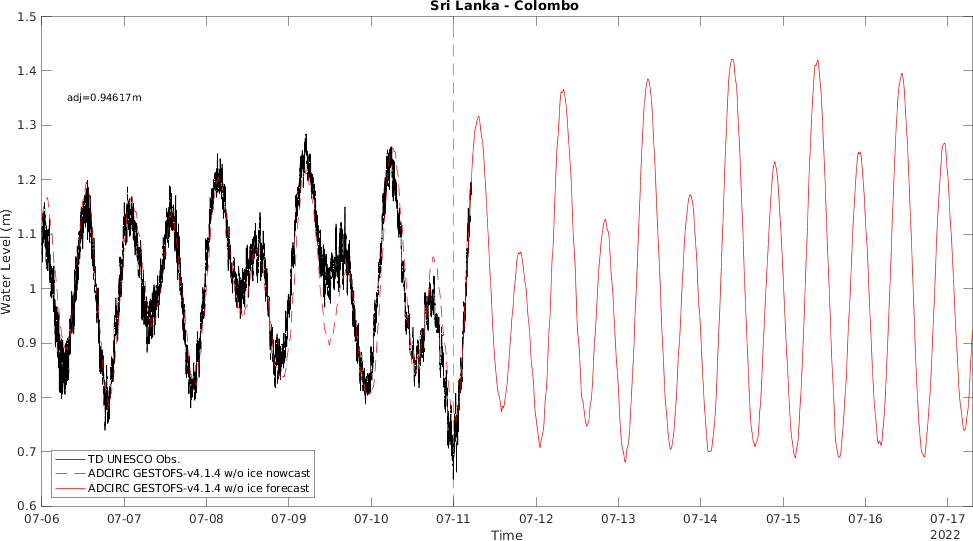 Sri Lanka - Colombo
1.5
1.4
adj=0.94617m
1.3
1.2
1.1
1
0.9
0.8
0.7
0.6
Water Level (m)
TD UNESCO Obs.
ADCIRC GESTOFS-v4.1.4 w/o ice nowcast
ADCIRC GESTOFS-v4.1.4 w/o ice forecast
07-06 07-07 07-08 07-09 07-10 07-11 07-12 07-13 07-14 07-15 07-16 07-17
Time
2022